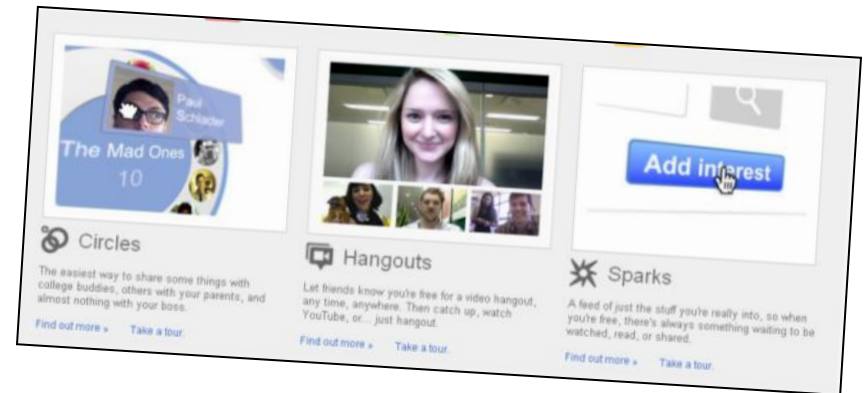 Paul
Schlacter
The Mad Ones
10
Add interest
Circles
The easiest way to share some things with
college buddies, others with your parents, and
almost nothing with your boss.
Find out more » Take a tour.
Hangouts
Let friends know you're free for a video hangout,
any time, anywhere. Then catch up, watch
YouTube, or... just hangout.
Find out more » Take a tour.
Sparks
A feed of just the stuff you're really into, so when
you're free, there's always something waiting to be
watched, read, or shared.
Find out more » Take a tour.